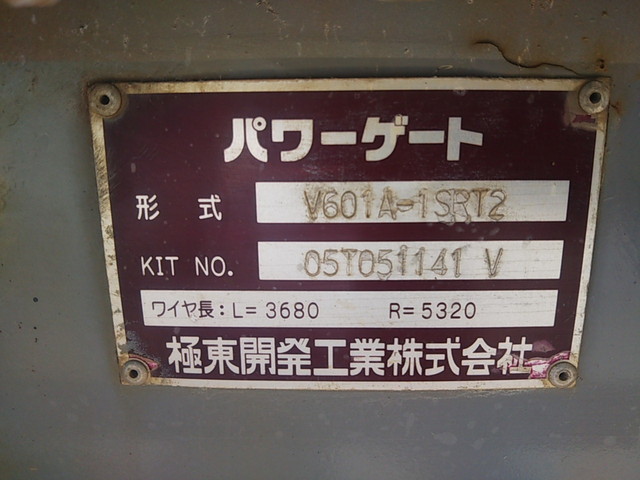 パワーゲート
形式 V601A-1SRT2
KIT NO. 05T051141 V
ワイヤ長:L=3680 R=5320
極東開発工業株式会社